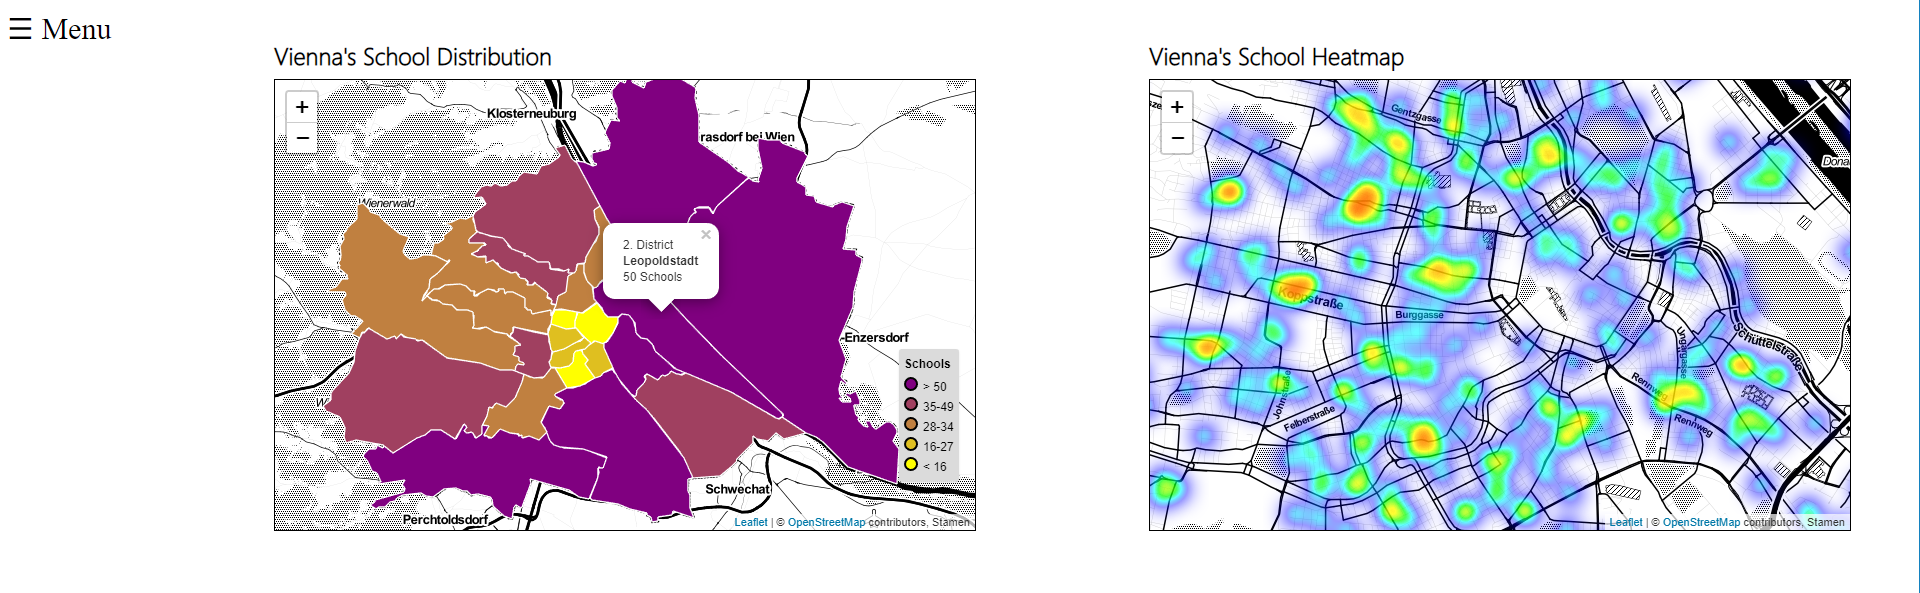 ☰ Menu
Vienna's School Distribution
+
−
Klosterneuburg
rasdorf bei Wien
Wienerwald
2. District
Leopoldstadt
50 Schools
×
-Enzersdorf
Schools
> 50
35-49
28-34
16-27
< 16
W
Schwechat
Perchtoldsdorf
Leaflet | © OpenStreetMap contributors, Stamen
Vienna's School Heatmap
+
−
Gentzgasse
Dona
Koppstraße
Burggasse
Ungargasse
Schüttelstraße
Johnstraße
Felberstraße
Rennweg
Rennweg
Leaflet | © OpenStreetMap contributors, Stamen